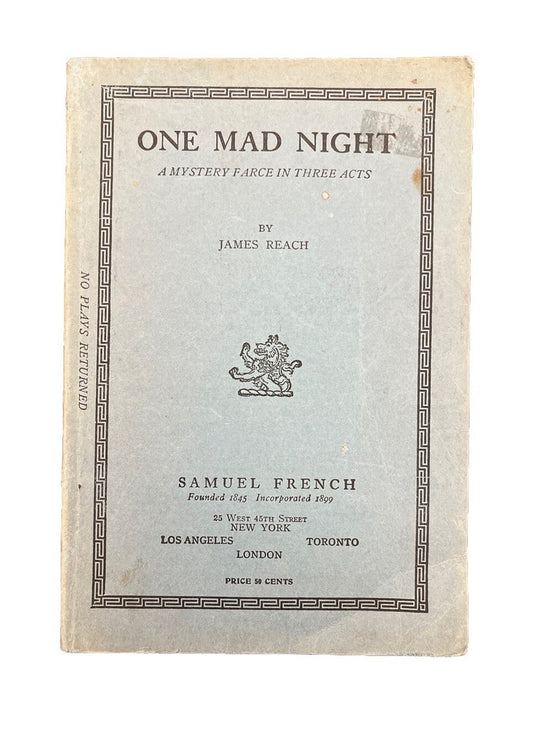 ONE MAD NIGHT
A MYSTERY FARCE IN THREE ACTS
BY
JAMES REACH
NO PLAYS RETURNED
SAMUEL FRENCH
Founded 1845 Incorporated 1899
25 WEST 45TH STREET
NEW YORK
LOS ANGELES TORONTO
LONDON
PRICE 50 CENTS